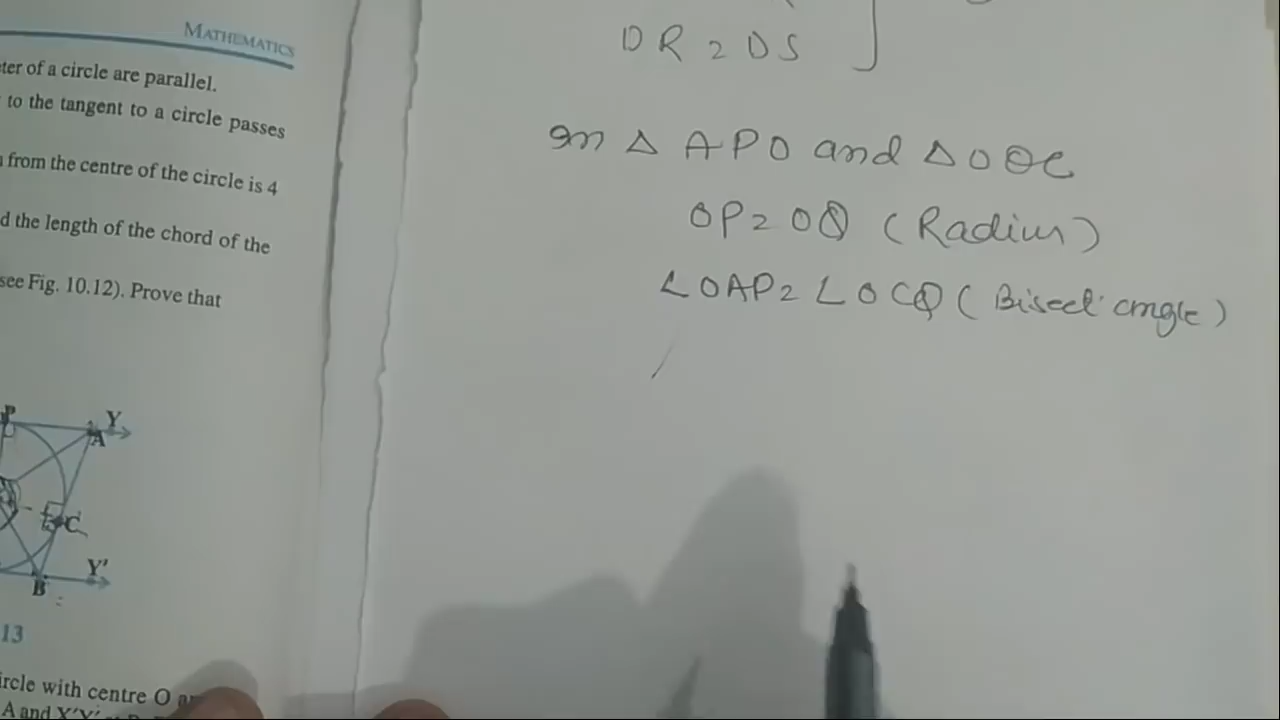 MATHEMATICS
ter of a circle are parallel.
to the tangent to a circle passes
from the centre of the circle is 4
d the length of the chord of the
see Fig. 10.12). Prove that
P Y
A
C
Y'
B
13
ircle with centre O
A and X'Y'
OR = OS ]
In △ APO and △ OQC
OP = OQ (Radius)
∠OAP = ∠OCQ (Bisect angle)